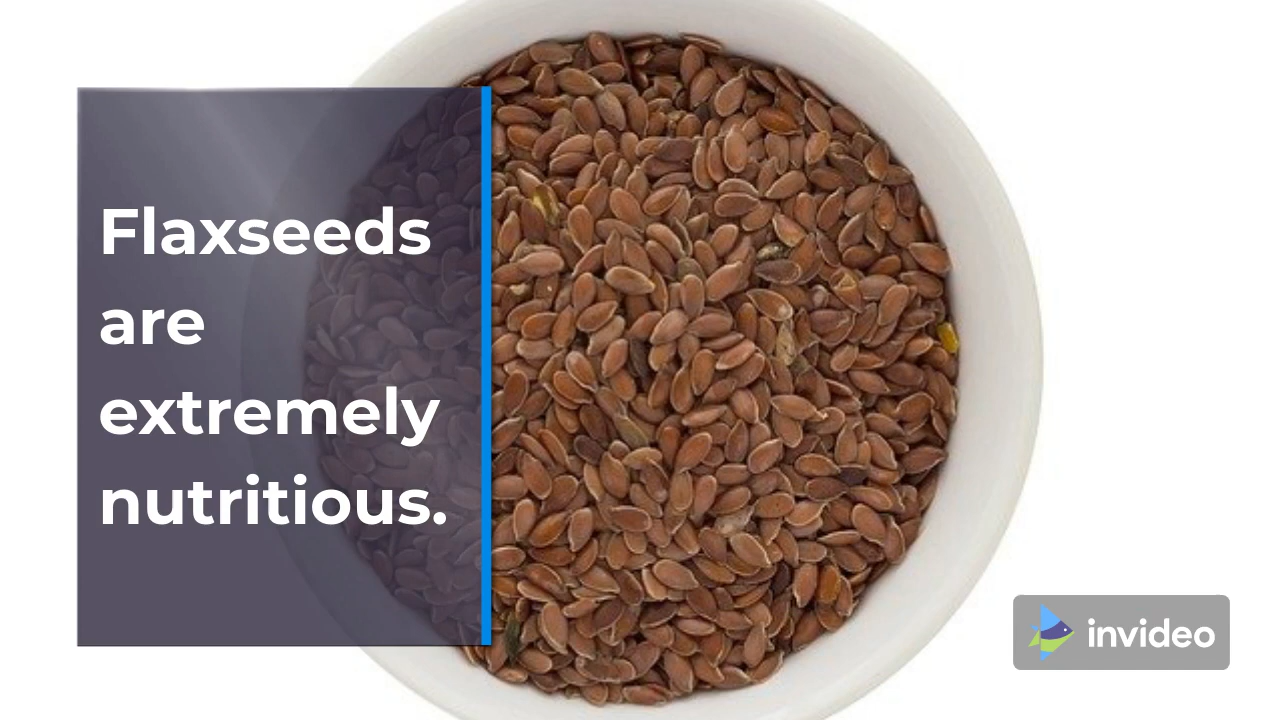 Flaxseeds
are
extremely
nutritious.
invideo